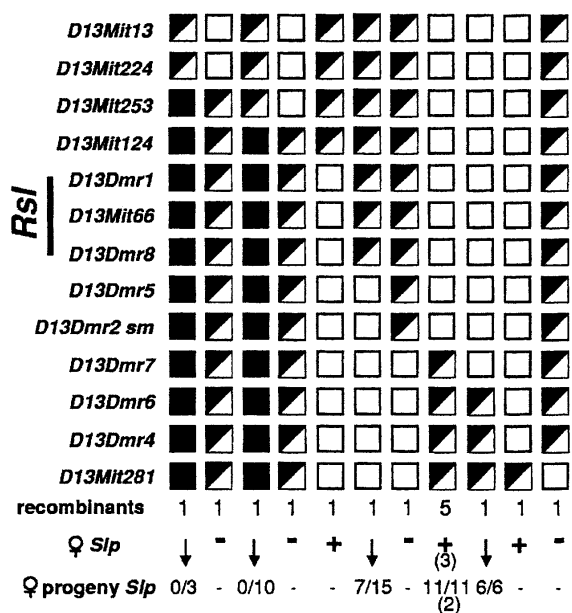 D13Mit13
D13Mit224
D13Mit253
D13Mit124
D13Dmr1
Rsl
D13Mit66
D13Dmr8
D13Dmr5
D13Dmr2 sm
D13Dmr7
D13Dmr6
D13Dmr4
D13Mit281
recombinants 1 1 1 1 1 1 1 5 1 1 1
♀ Slp ↓ - ↓ - + ↓ - + ↓ + -
(3)
♀ progeny Slp 0/3 - 0/10 - - 7/15 - 11/11 6/6 - -
(2)